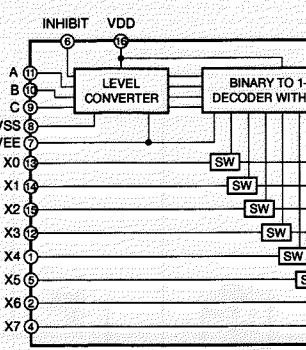 INHIBIT VDD
6 16
A 11
B 10
C 9
VSS 8
VEE 7
LEVEL
CONVERTER
BINARY TO 1-
DECODER WITH
X0 13 SW
X1 14 SW
X2 15 SW
X3 12 SW
X4 1 SW
X5 5 S
X6 2
X7 4